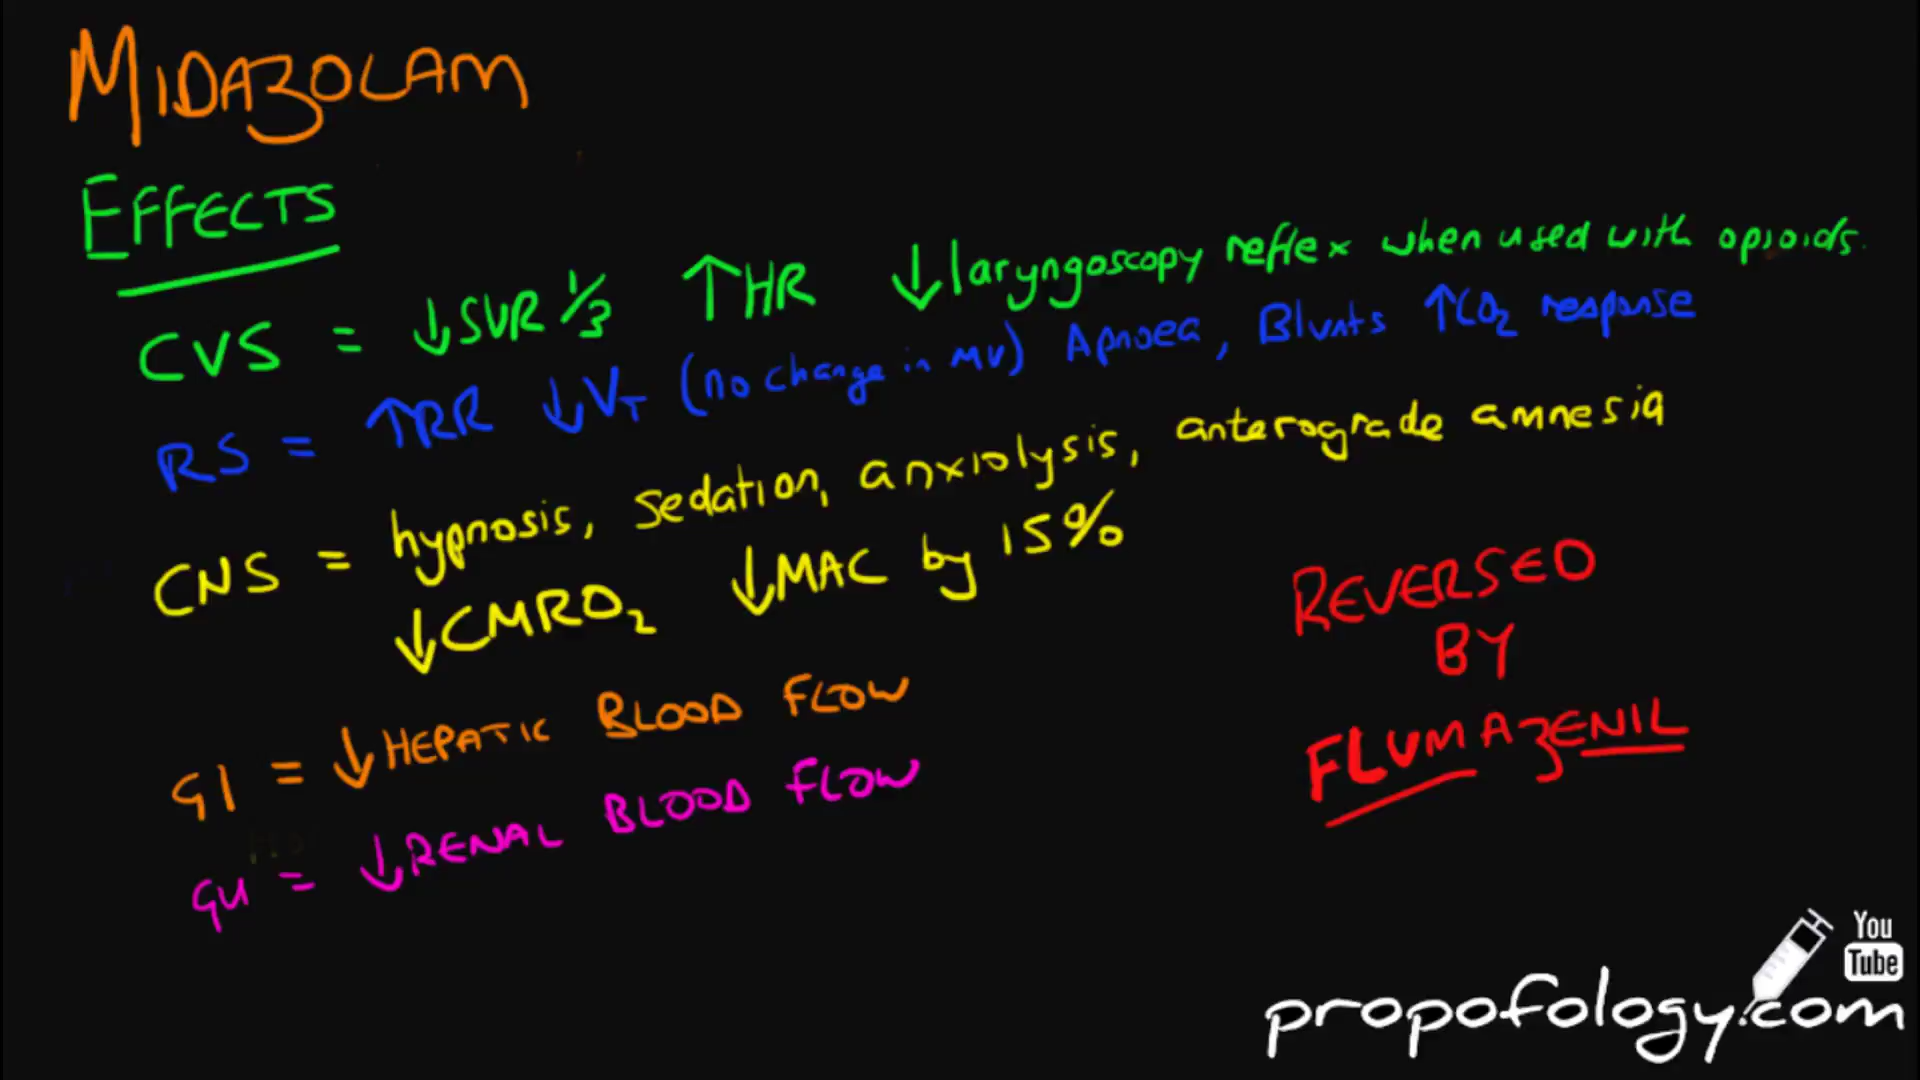 MIDAZOLAM
EFFECTS
CVS = ↓SVR 1/3 ↑HR ↓laryngoscopy reflex when used with opioids.
RS = ↑RR ↓VT (no change in MV) Apnoea, Blunts ↑CO2 response
CNS = hypnosis, sedation, anxiolysis, anterograde amnesia
↓CMRO2 ↓MAC by 15%
GI = ↓HEPATIC BLOOD FLOW
GU = ↓RENAL BLOOD FLOW
REVERSED
BY
FLUMAZENIL
You
Tube
propofology.com